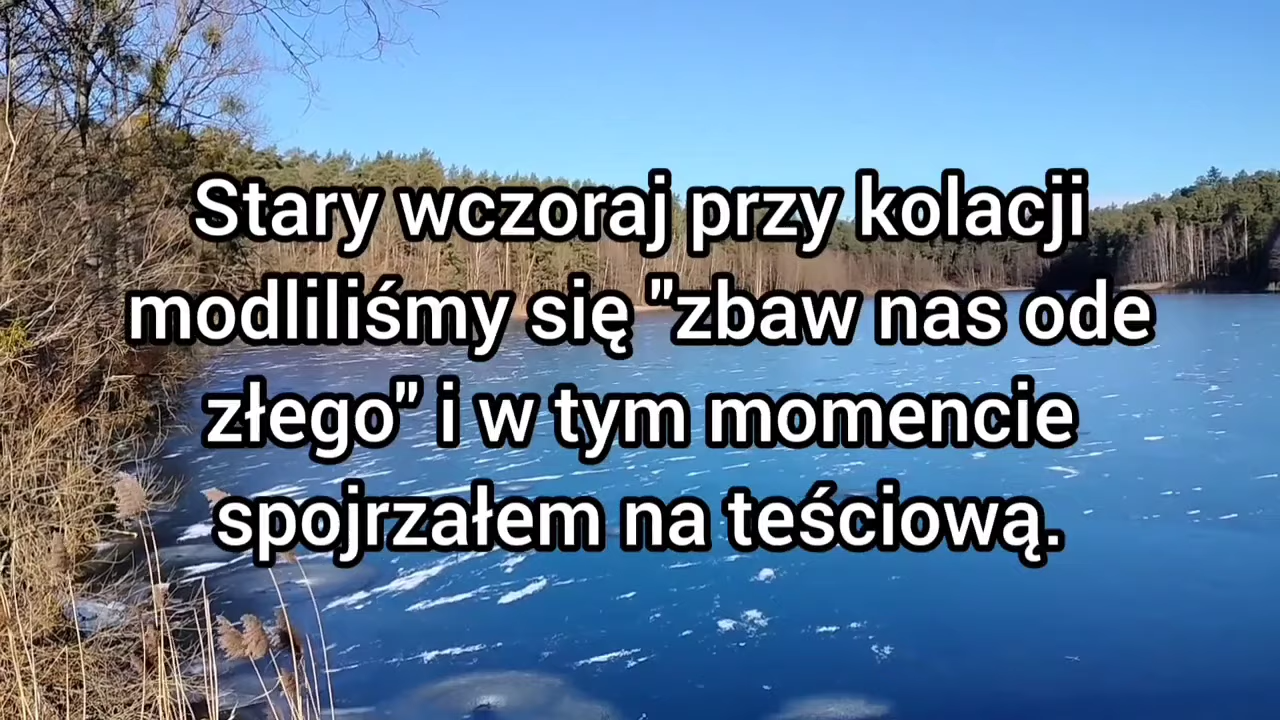 Stary wczoraj przy kolacji
modliliśmy się "zbaw nas ode
złego" i w tym momencie
spojrzałem na teściową.